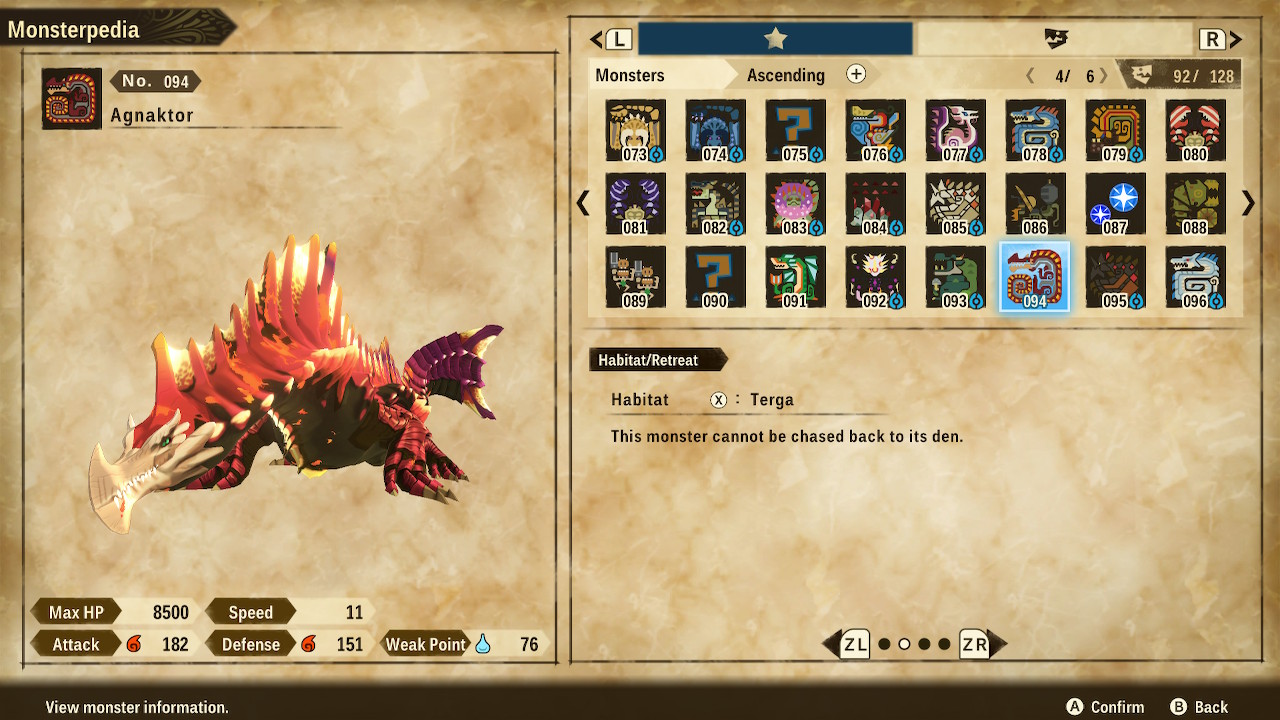 Monsterpedia
No. 094
Agnaktor
L
R
Monsters
Ascending
4/ 6
92/ 128
073 074 075 076 077 078 079 080
081 082 083 084 085 086 087 088
089 090 091 092 093 094 095 096
Habitat/Retreat
Habitat X : Terga
This monster cannot be chased back to its den.
Max HP 8500 Speed 11
Attack 182 Defense 151 Weak Point 76
ZL ZR
View monster information.
A Confirm B Back